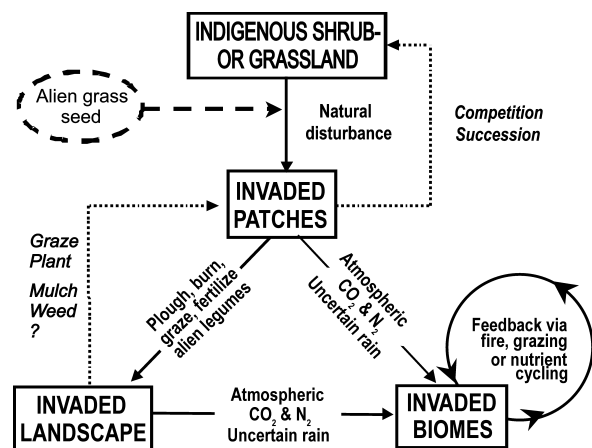 INDIGENOUS SHRUB-
OR GRASSLAND
Alien grass
seed
Natural
disturbance
Competition
Succession
INVADED
PATCHES
Graze
Plant
Mulch
Weed
?
Plough, burn,
graze, fertilize
alien legumes
Atmospheric
CO₂ & N₂
Uncertain rain
Feedback via
fire, grazing
or nutrient
cycling
INVADED
LANDSCAPE
Atmospheric
CO₂ & N₂
Uncertain rain
INVADED
BIOMES